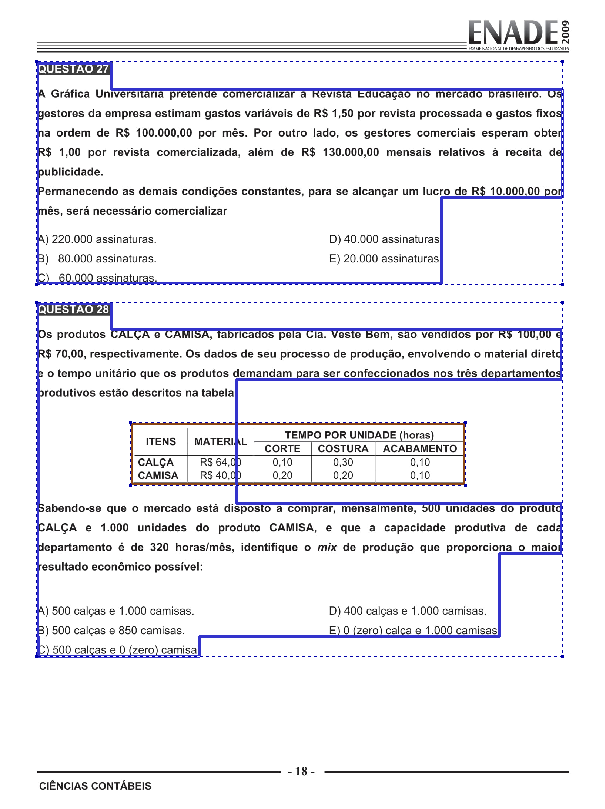 ENADE 2009
EXAME NACIONAL DE DESEMPENHO DOS ESTUDANTES
QUESTÃO 27
A Gráfica Universitária pretende comercializar a Revista Educação no mercado brasileiro. Os
gestores da empresa estimam gastos variáveis de R$ 1,50 por revista processada e gastos fixos
na ordem de R$ 100.000,00 por mês. Por outro lado, os gestores comerciais esperam obter
R$ 1,00 por revista comercializada, além de R$ 130.000,00 mensais relativos à receita de
publicidade.
Permanecendo as demais condições constantes, para se alcançar um lucro de R$ 10.000,00 por
mês, será necessário comercializar
A) 220.000 assinaturas. D) 40.000 assinaturas
B) 80.000 assinaturas. E) 20.000 assinaturas
C) 60.000 assinaturas.
QUESTÃO 28
Os produtos CALÇA e CAMISA, fabricados pela Cia. Veste Bem, são vendidos por R$ 100,00 e
R$ 70,00, respectivamente. Os dados de seu processo de produção, envolvendo o material direto
e o tempo unitário que os produtos demandam para ser confeccionados nos três departamentos
produtivos estão descritos na tabela
ITENS MATERIAL TEMPO POR UNIDADE (horas)
CORTE COSTURA ACABAMENTO
CALÇA R$ 64,00 0,10 0,30 0,10
CAMISA R$ 40,00 0,20 0,20 0,10
Sabendo-se que o mercado está disposto a comprar, mensalmente, 500 unidades do produto
CALÇA e 1.000 unidades do produto CAMISA, e que a capacidade produtiva de cada
departamento é de 320 horas/mês, identifique o mix de produção que proporciona o maior
resultado econômico possível:
A) 500 calças e 1.000 camisas. D) 400 calças e 1.000 camisas.
B) 500 calças e 850 camisas. E) 0 (zero) calça e 1.000 camisas
C) 500 calças e 0 (zero) camisa
- 18 -
CIÊNCIAS CONTÁBEIS